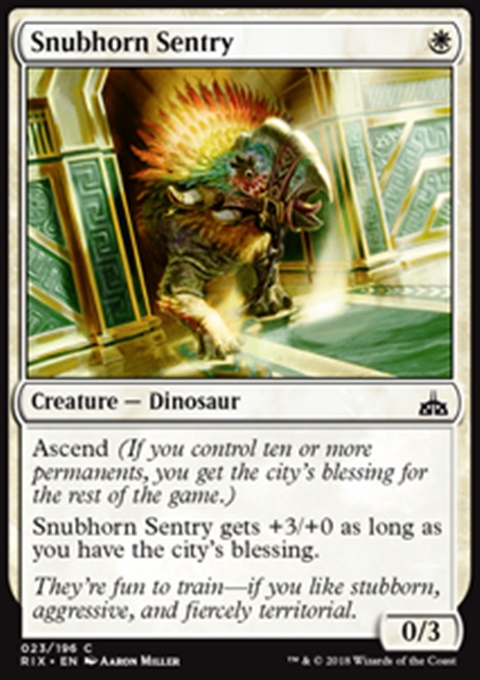 Snubhorn Sentry
Creature — Dinosaur
Ascend (If you control ten or more
permanents, you get the city's blessing for
the rest of the game.)
Snubhorn Sentry gets +3/+0 as long as
you have the city's blessing.
They're fun to train—if you like stubborn,
aggressive, and fiercely territorial.
0/3
023/196 C
RIX • EN Aaron Miller
™ & © 2018 Wizards of the Coast